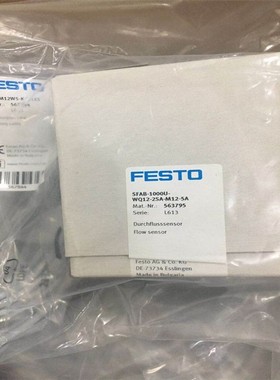 FESTO
FESTO
SFAB-1000U-
WQ12-2SA-M12-SA
Mat.-Nr.: 563795
Serie: L613
Durchflusssensor
Flow sensor
Festo AG & Co. KG
DE-73734 Esslingen
Made in Bulgaria